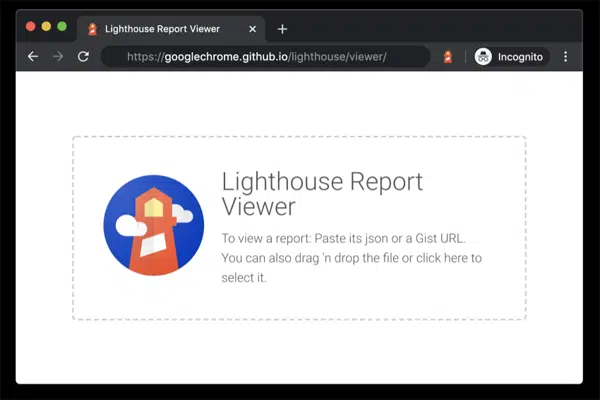 Lighthouse Report Viewer
https://googlechrome.github.io/lighthouse/viewer/
Incognito
Lighthouse Report
Viewer
To view a report: Paste its json or a Gist URL.
You can also drag 'n drop the file or click here to
select it.